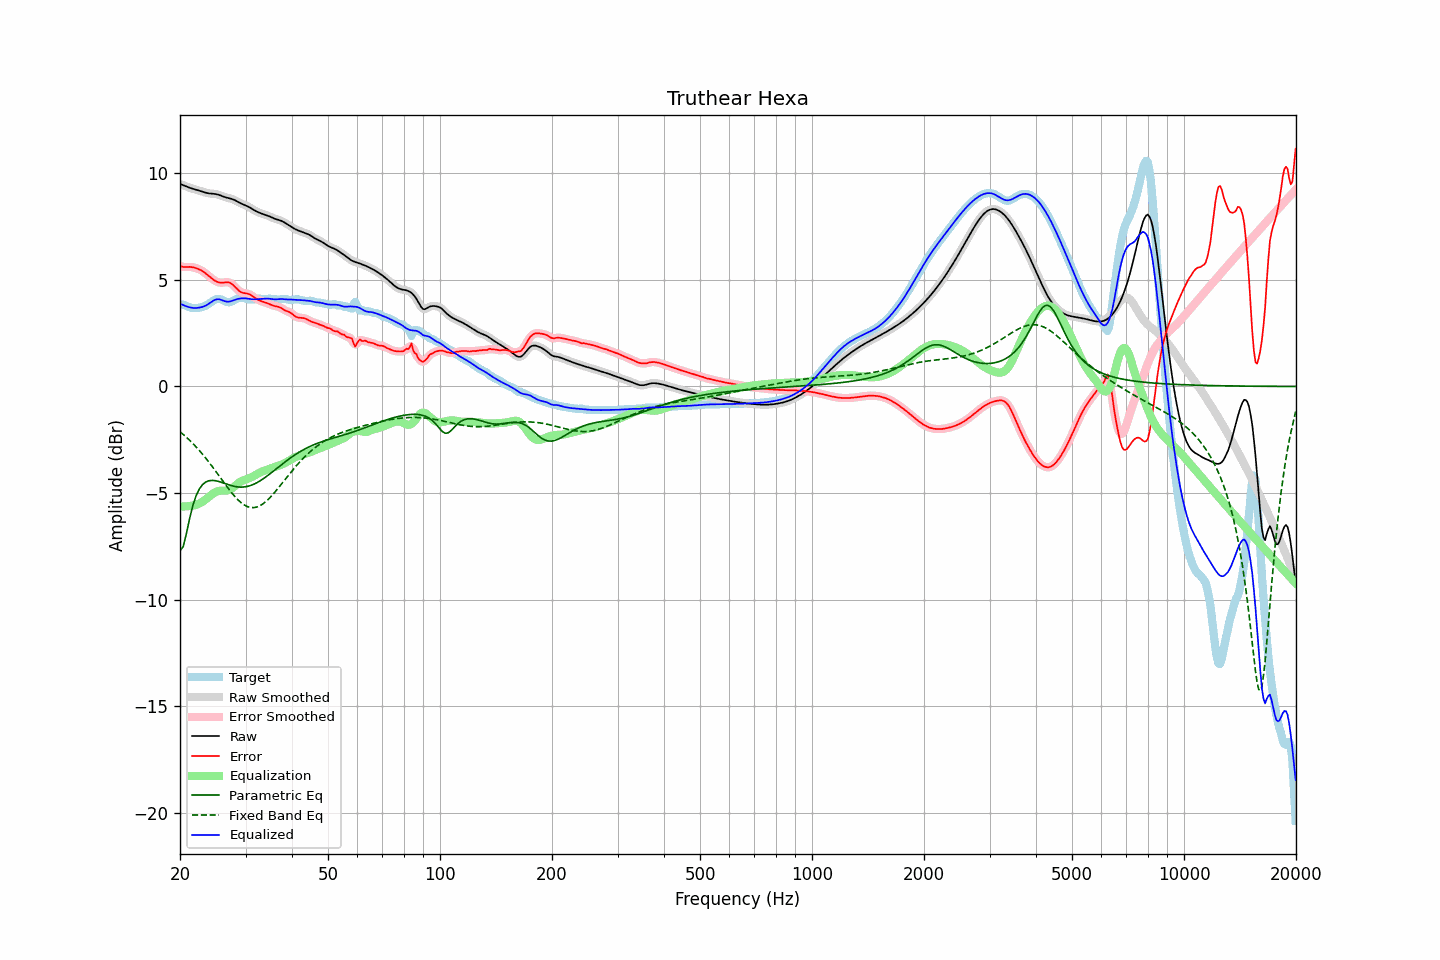 Truthear Hexa
Amplitude (dBr)
10
5
0
−5
−10
−15
−20
Target
Raw Smoothed
Error Smoothed
Raw
Error
Equalization
Parametric Eq
Fixed Band Eq
Equalized
20 50 100 200 500 1000 2000 5000 10000 20000
Frequency (Hz)